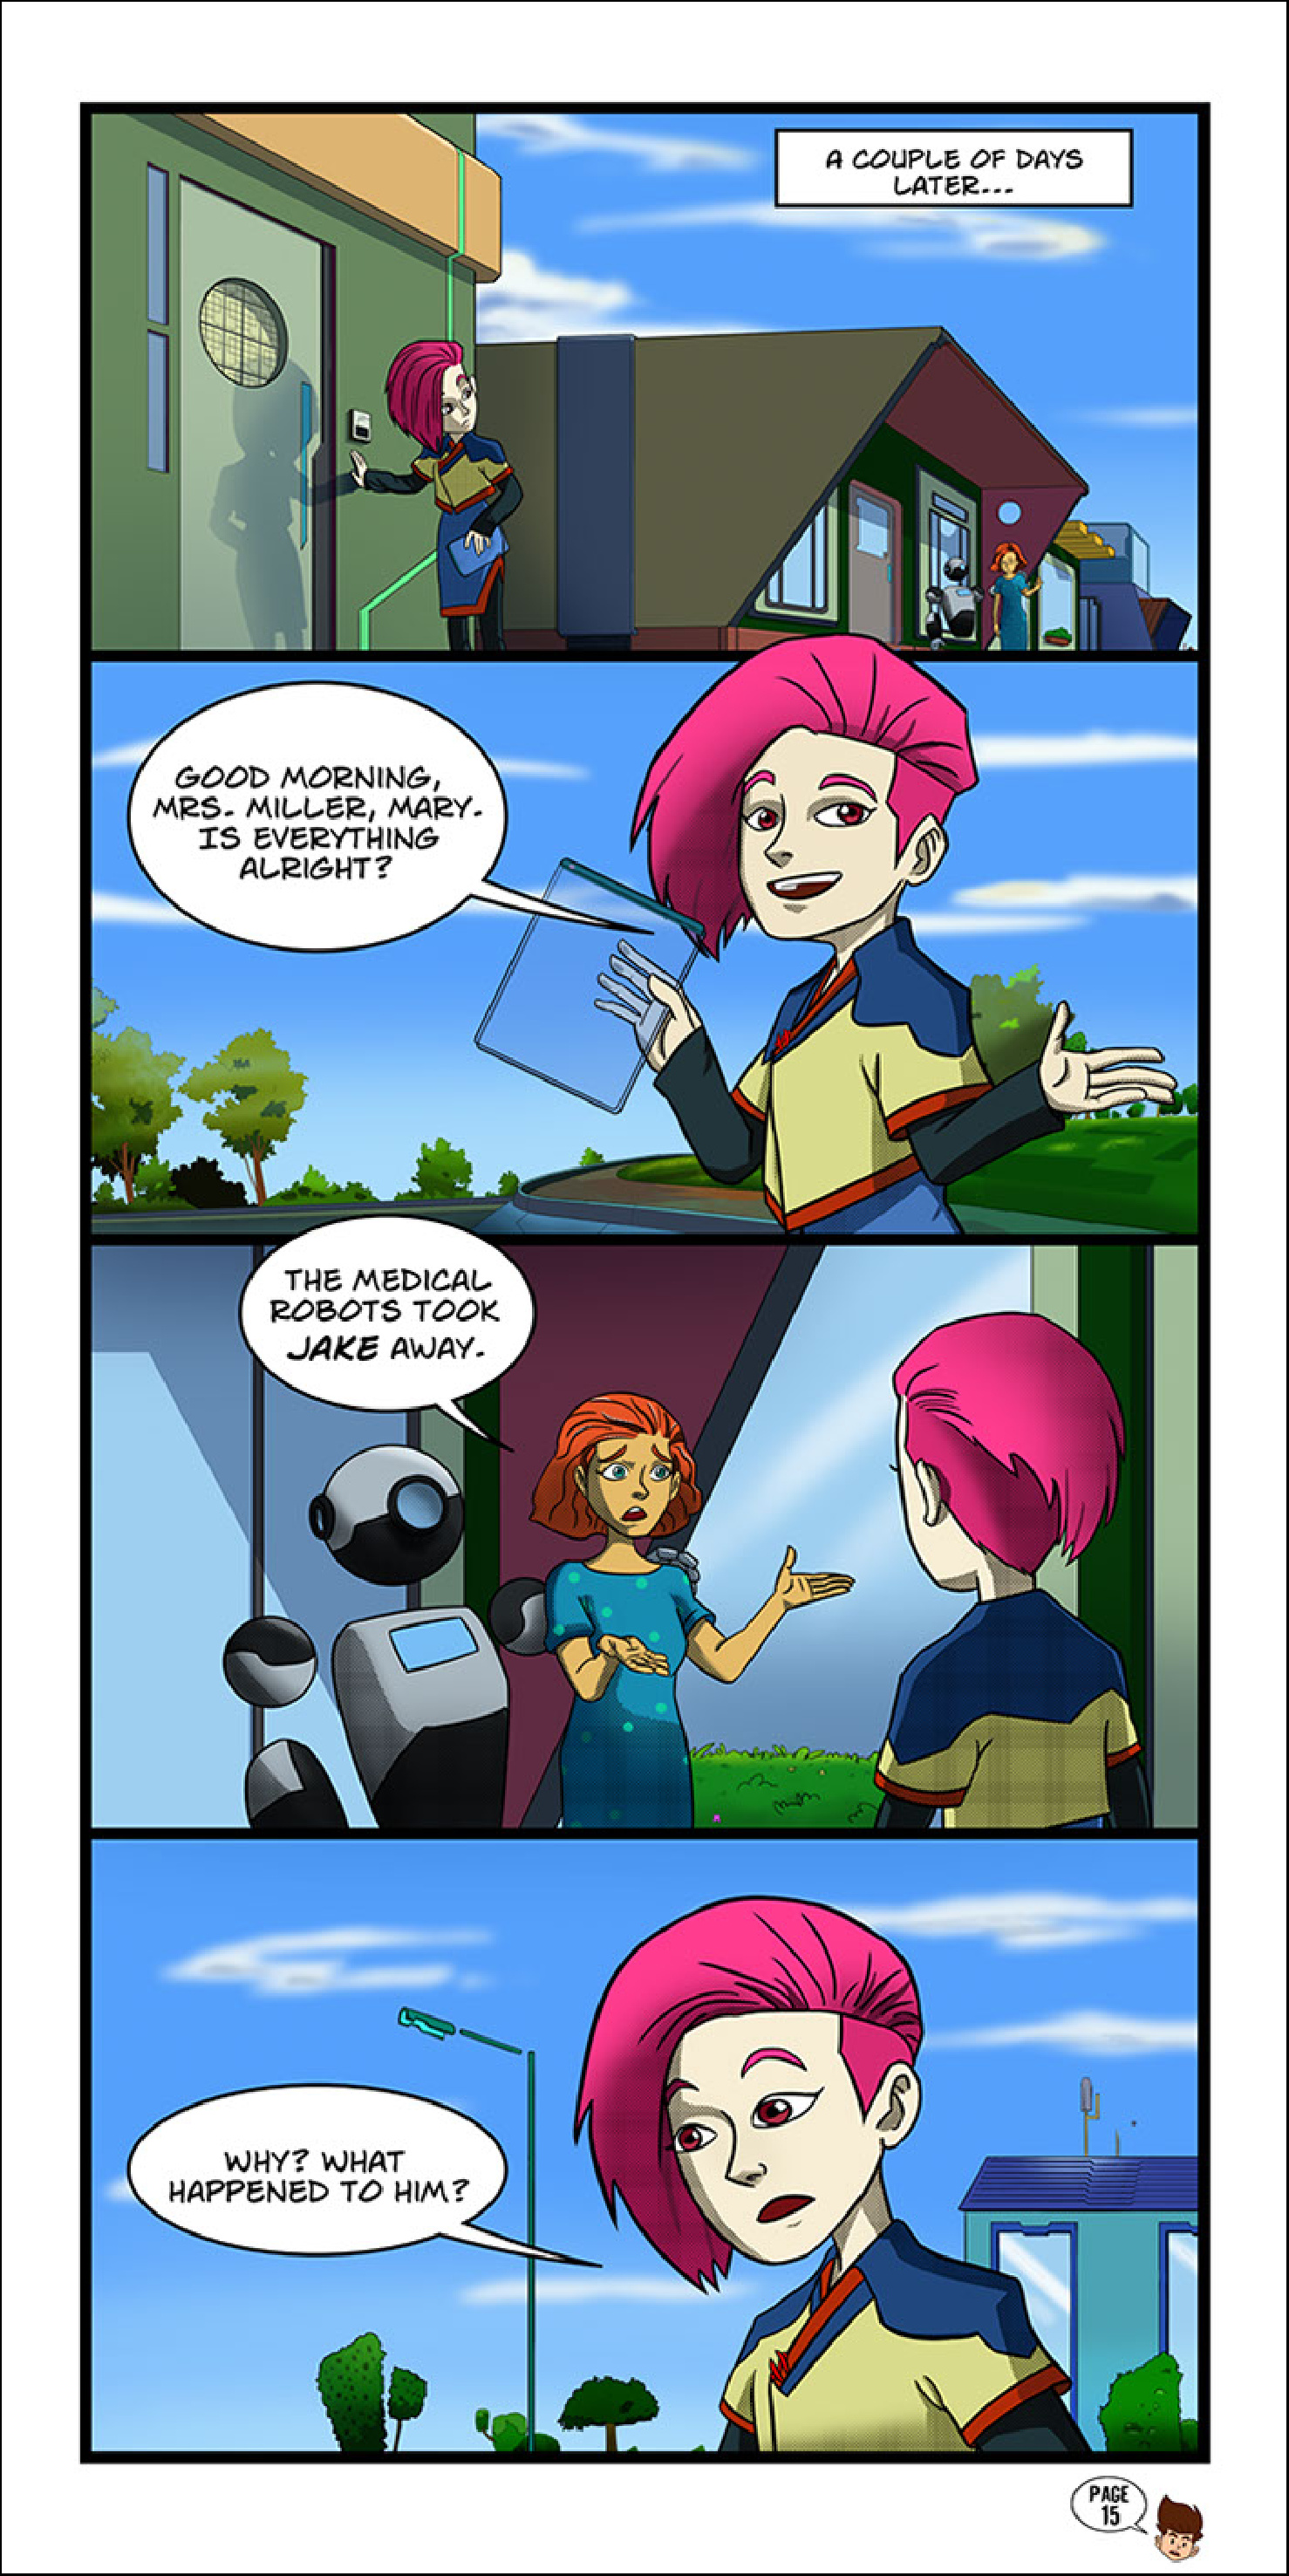 A COUPLE OF DAYS
LATER...
GOOD MORNING,
MRS. MILLER, MARY.
IS EVERYTHING
ALRIGHT?
THE MEDICAL
ROBOTS TOOK
JAKE AWAY.
WHY? WHAT
HAPPENED TO HIM?
PAGE
15